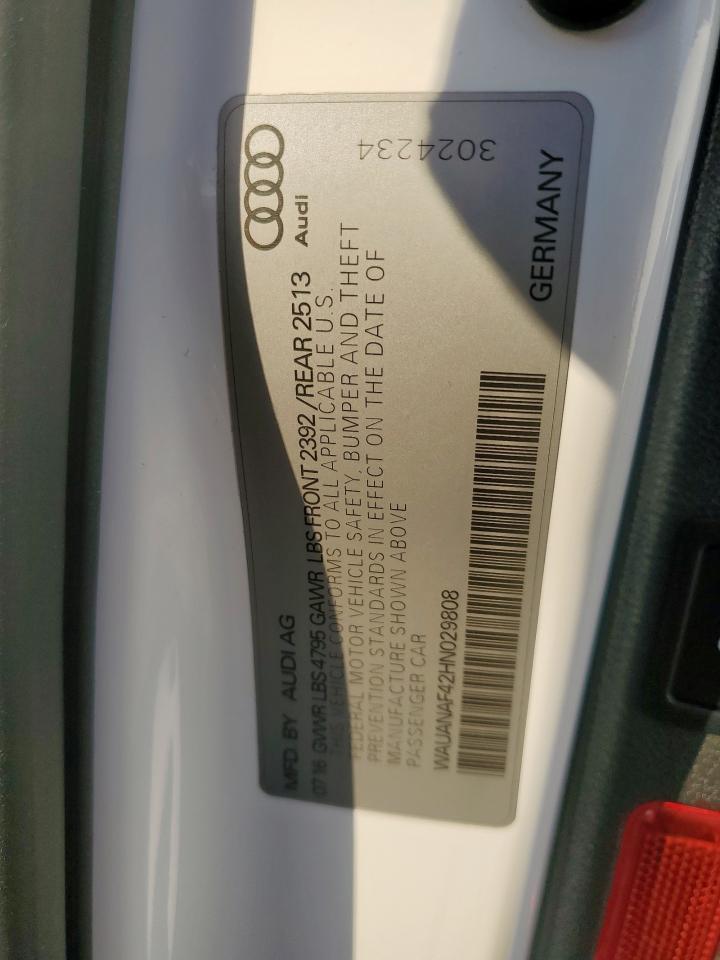 MFD BY AUDI AG
07'16 GVWR LBS 4795 GAWR LBS FRONT 2392 / REAR 2513
THIS VEHICLE CONFORMS TO ALL APPLICABLE U.S.
FEDERAL MOTOR VEHICLE SAFETY, BUMPER AND THEFT
PREVENTION STANDARDS IN EFFECT ON THE DATE OF
MANUFACTURE SHOWN ABOVE
PASSENGER CAR
WAUANAF42HN029808
GERMANY
Audi
3024234